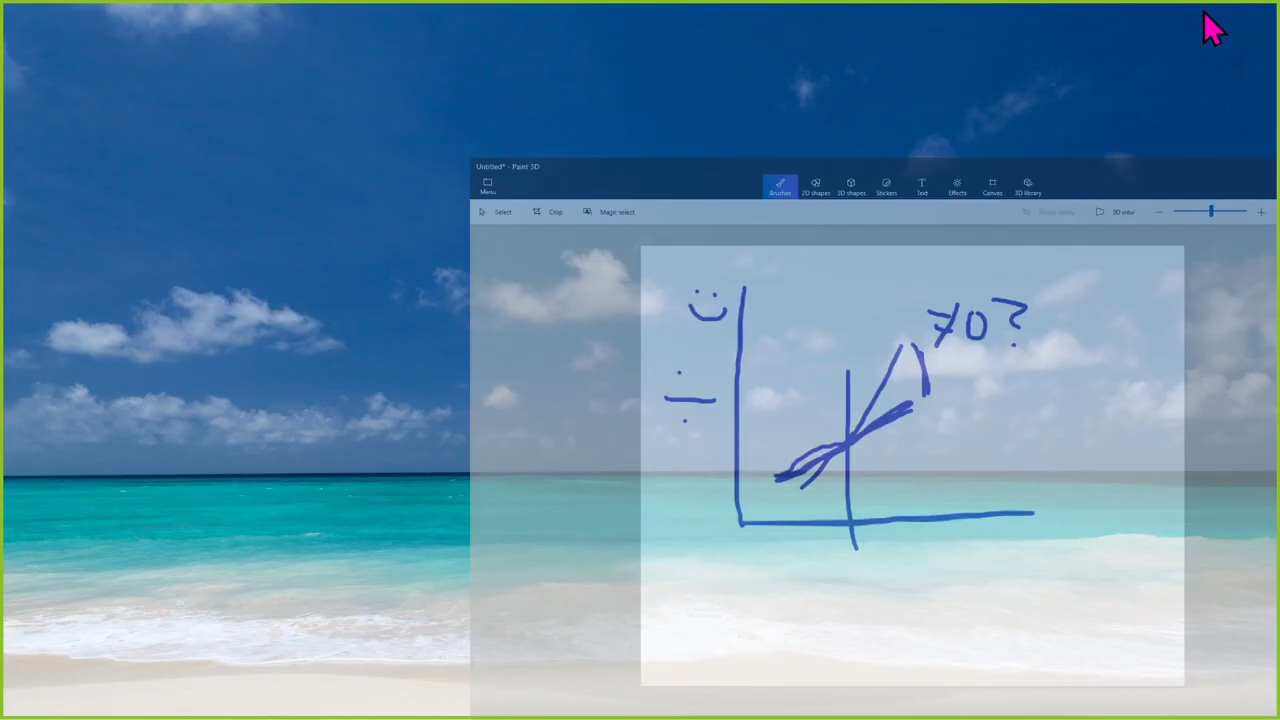 Untitled* - Paint 3D
Menu
Brushes
2D shapes
3D shapes
Stickers
Text
Effects
Canvas
3D library
Select
Crop
Magic select
3D view
70?